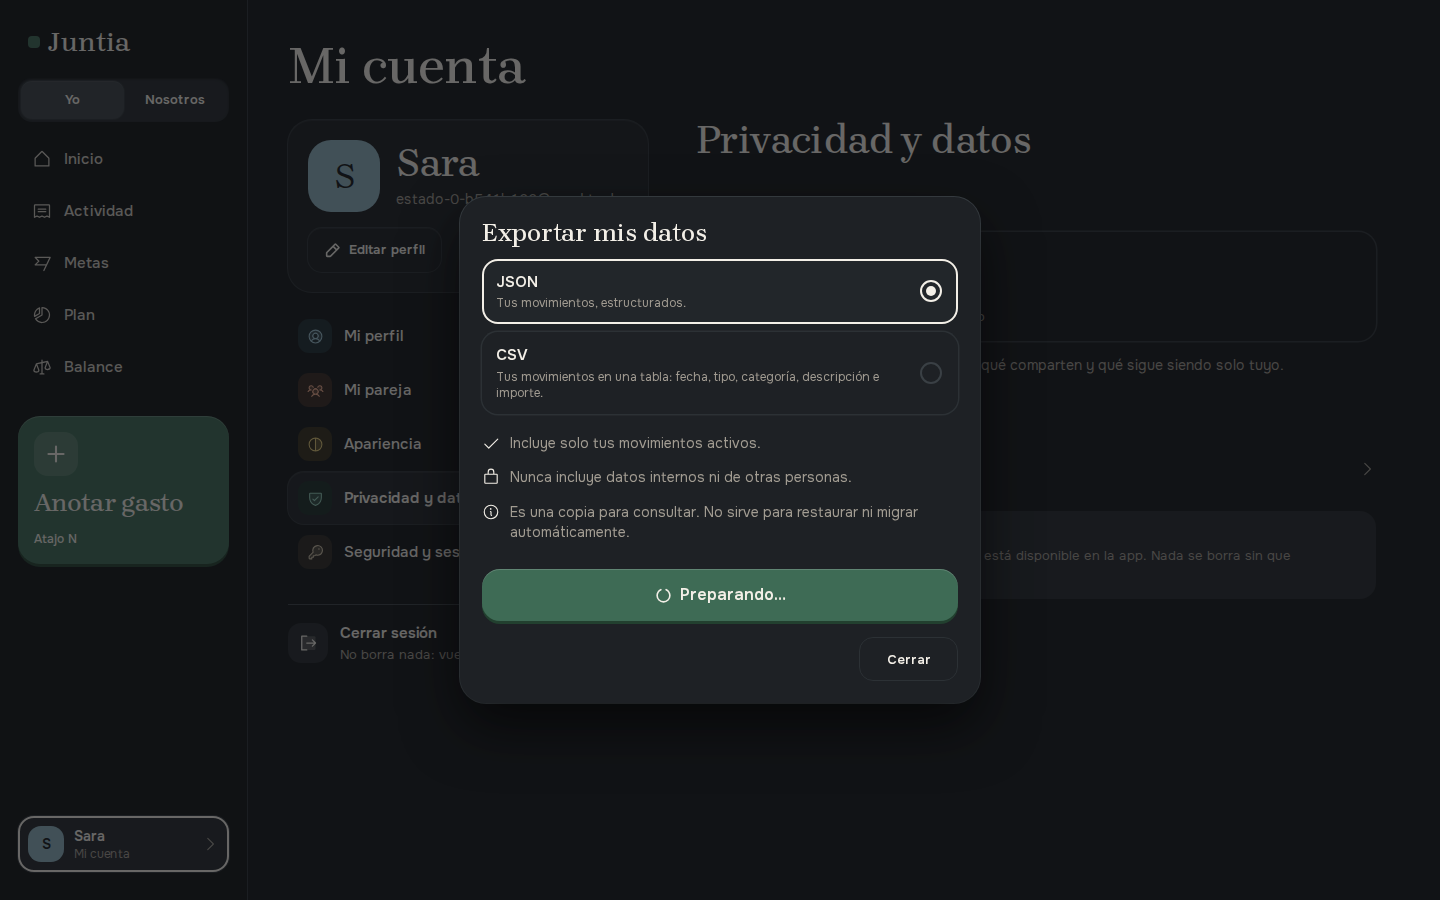 Juntia
Yo
Nosotros
Inicio
Actividad
Metas
Plan
Balance
Anotar gasto
Atajo N
S
Sara
Mi cuenta
Mi cuenta
S
Sara
Editar perfil
Mi perfil
Mi pareja
Apariencia
Privacidad y dat
Seguridad y ses
Cerrar sesión
No borra nada: vue
Privacidad y datos
qué comparten y qué sigue siendo solo tuyo.
está disponible en la app. Nada se borra sin que
Exportar mis datos
JSON
Tus movimientos, estructurados.
CSV
Tus movimientos en una tabla: fecha, tipo, categoría, descripción e
importe.
Incluye solo tus movimientos activos.
Nunca incluye datos internos ni de otras personas.
Es una copia para consultar. No sirve para restaurar ni migrar
automáticamente.
Preparando...
Cerrar